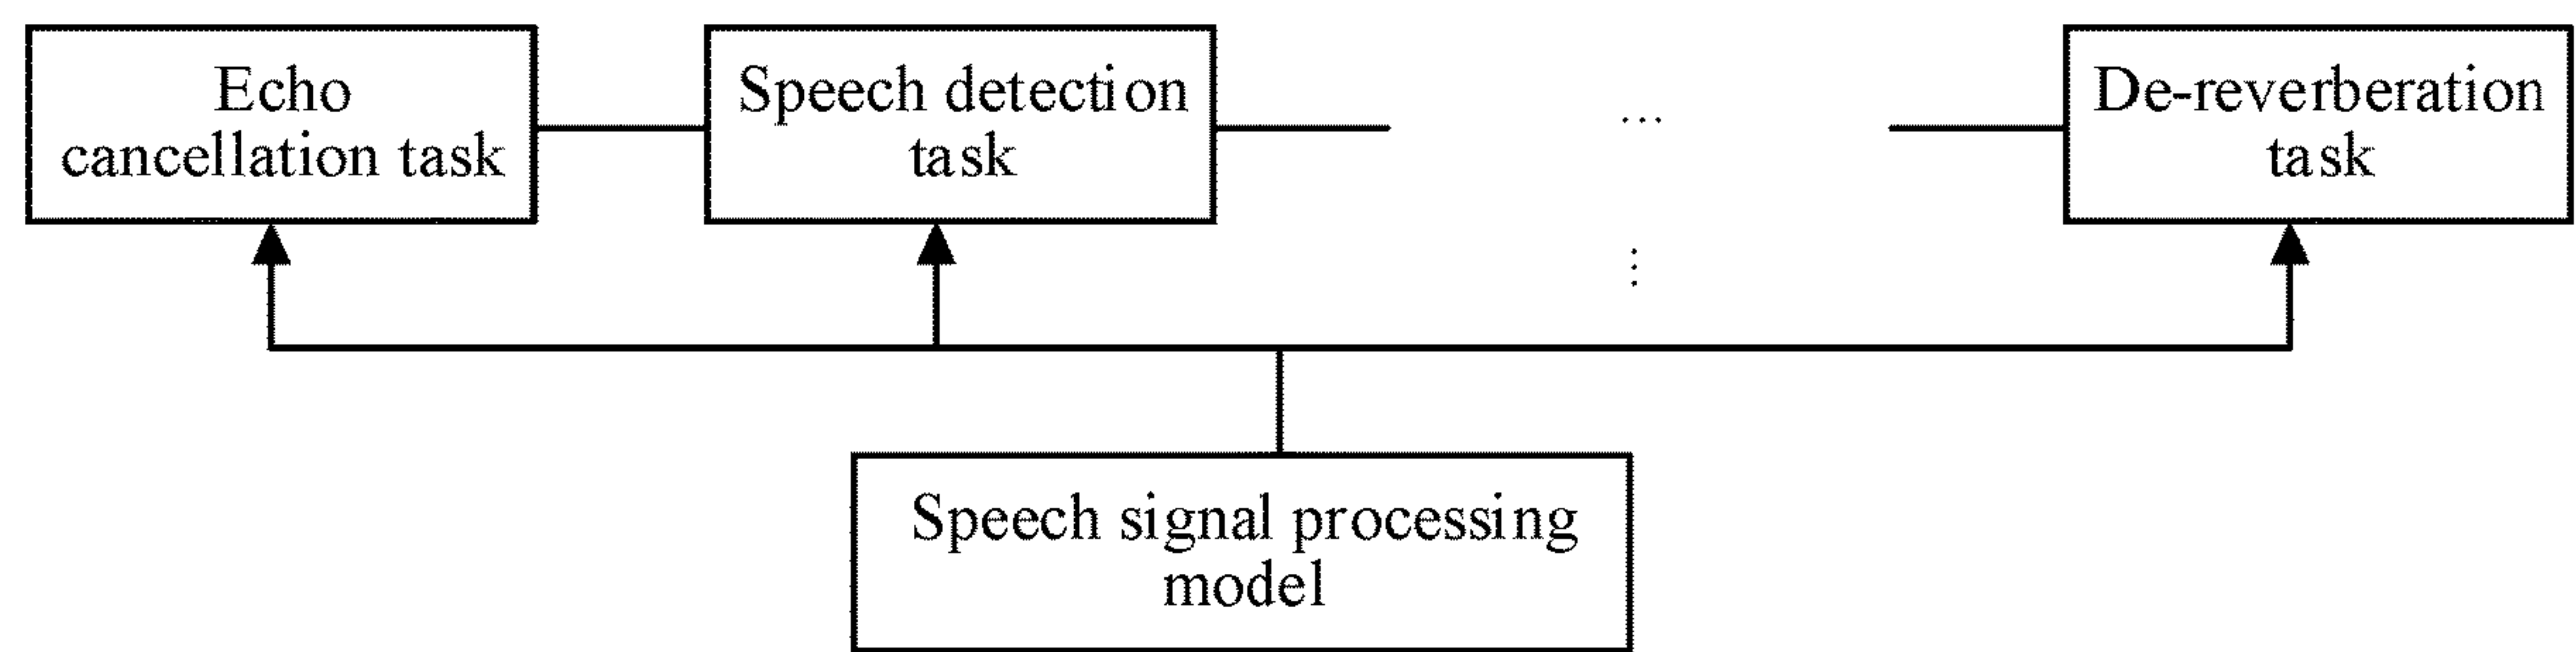 Echo
cancellation task
Speech detection
task
...
De-reverberation
task
⋮
Speech signal processing
model